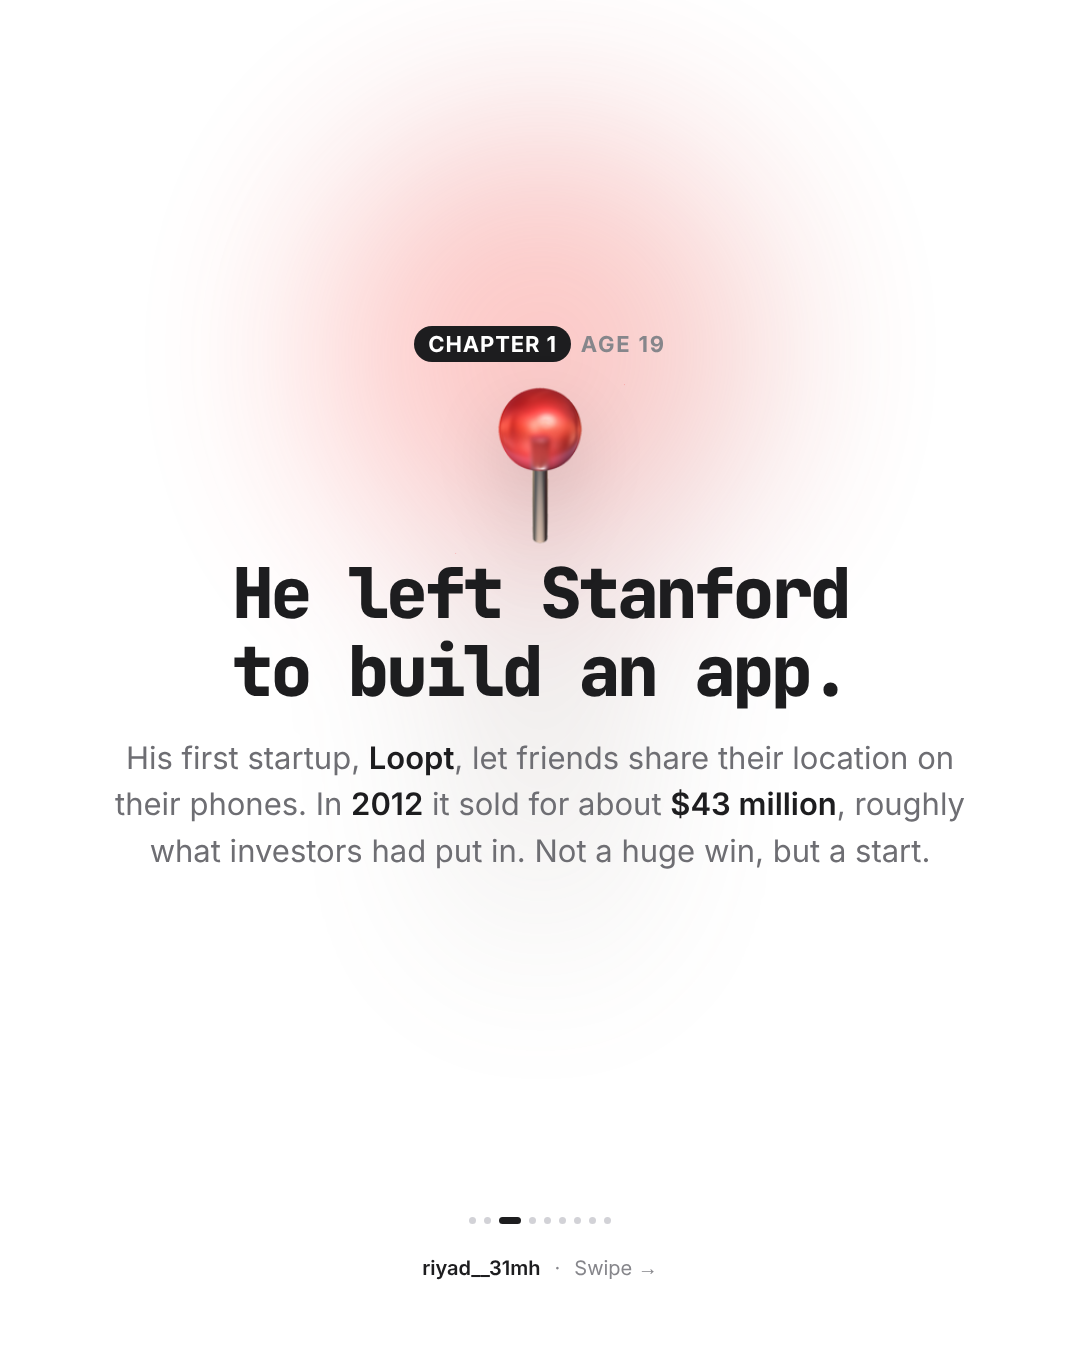 CHAPTER 1 AGE 19
He left Stanford
to build an app.
His first startup, Loopt, let friends share their location on
their phones. In 2012 it sold for about $43 million, roughly
what investors had put in. Not a huge win, but a start.
riyad__31mh · Swipe →